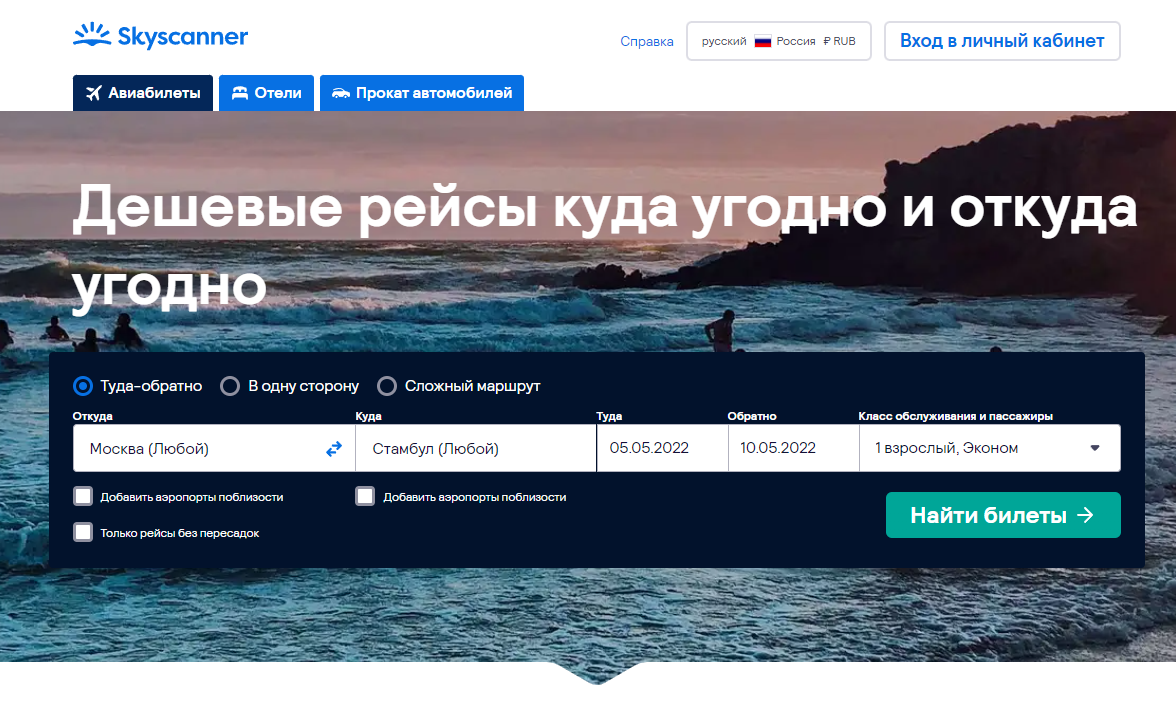 Skyscanner
Справка
русский Россия ₽ RUB
Вход в личный кабинет
Авиабилеты
Отели
Прокат автомобилей
Дешевые рейсы куда угодно и откуда
угодно
Туда-обратно
В одну сторону
Сложный маршрут
Откуда
Куда
Туда
Обратно
Класс обслуживания и пассажиры
Москва (Любой)
Стамбул (Любой)
05.05.2022
10.05.2022
1 взрослый, Эконом
Добавить аэропорты поблизости
Добавить аэропорты поблизости
Только рейсы без пересадок
Найти билеты →